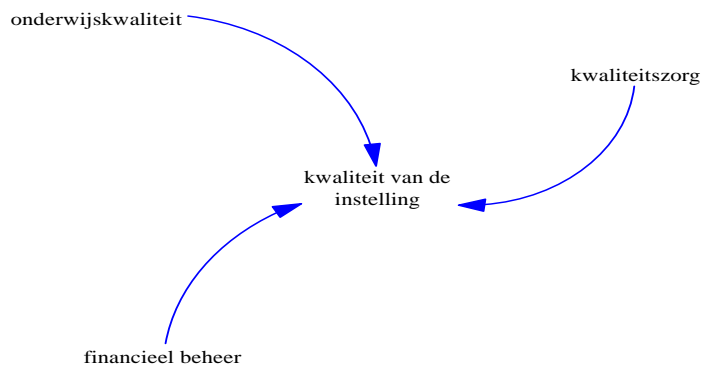 onderwijskwaliteit
kwaliteitszorg
kwaliteit van de
instelling
financieel beheer